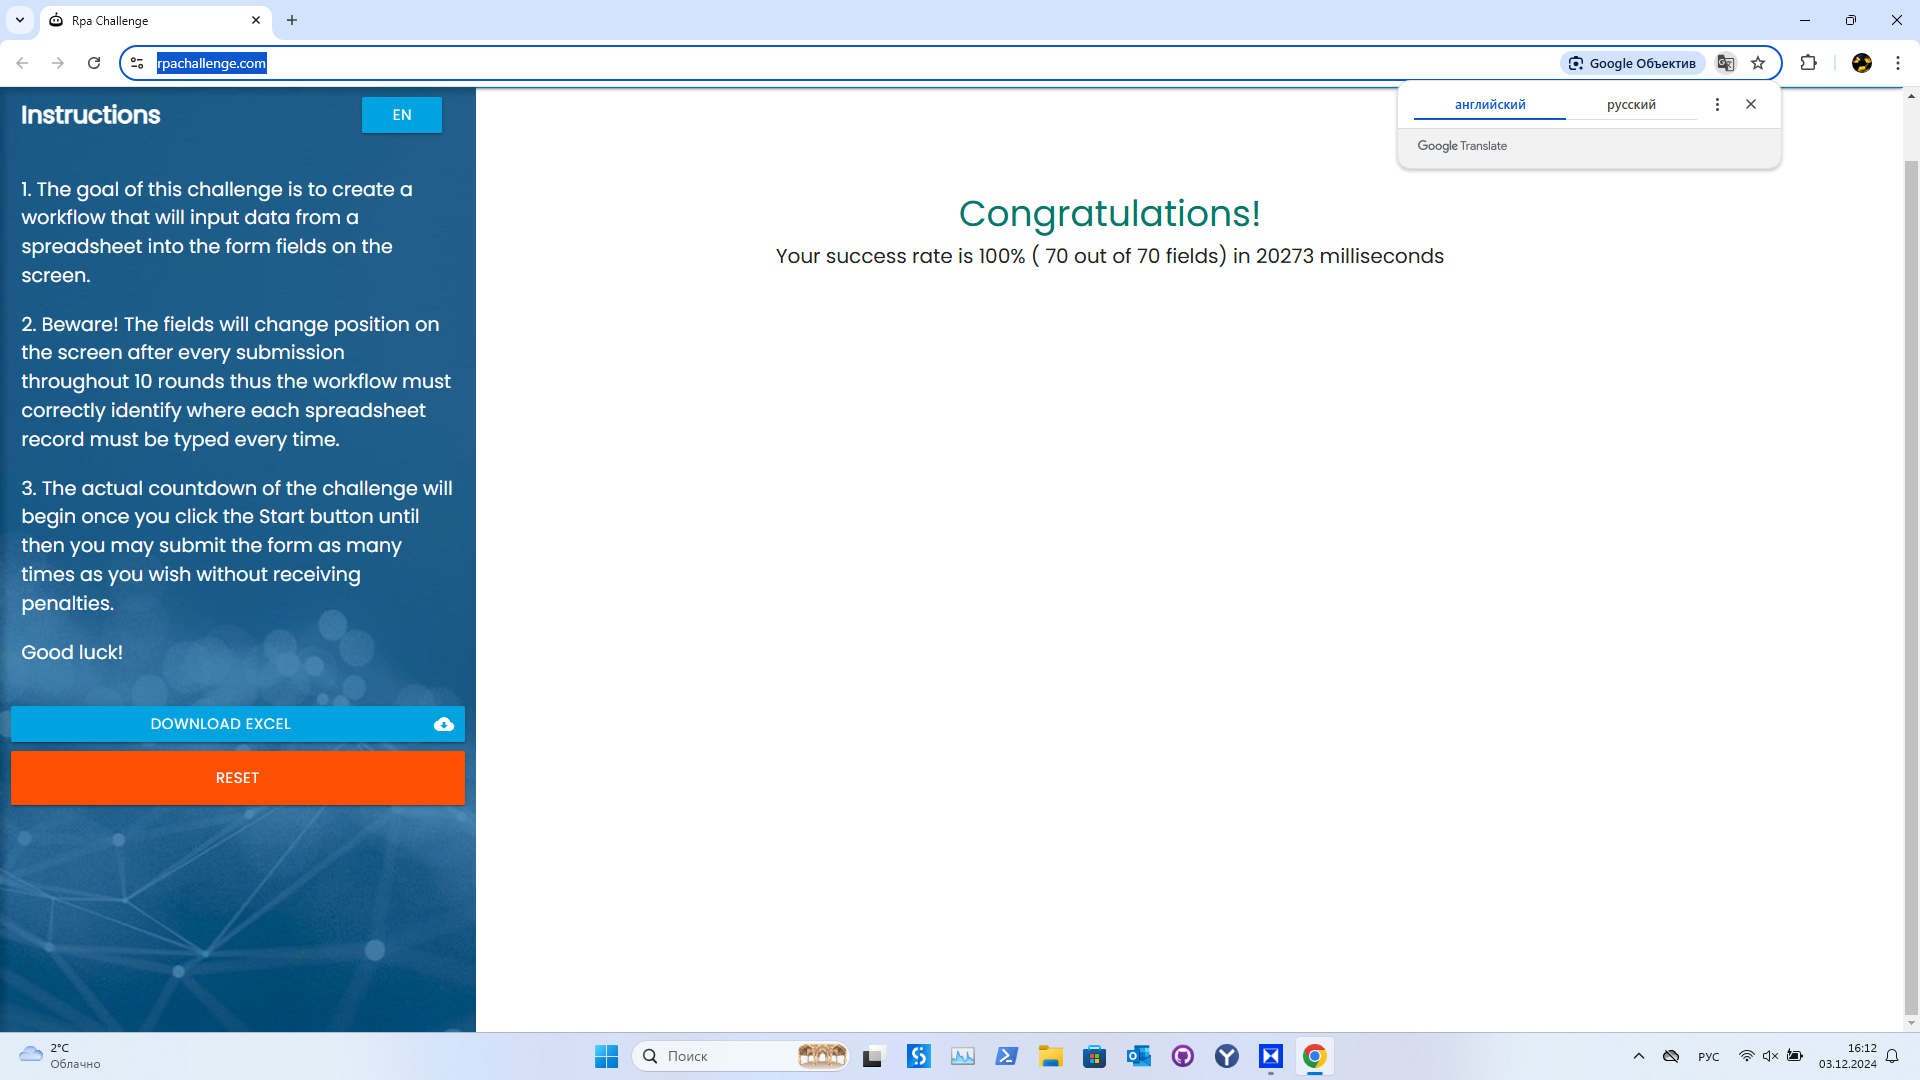 Rpa Challenge
rpachallenge.com
Google Объектив
английский
русский
Google Translate
Instructions
EN
1. The goal of this challenge is to create a
workflow that will input data from a
spreadsheet into the form fields on the
screen.
2. Beware! The fields will change position on
the screen after every submission
throughout 10 rounds thus the workflow must
correctly identify where each spreadsheet
record must be typed every time.
3. The actual countdown of the challenge will
begin once you click the Start button until
then you may submit the form as many
times as you wish without receiving
penalties.
Good luck!
DOWNLOAD EXCEL
RESET
Congratulations!
Your success rate is 100% ( 70 out of 70 fields) in 20273 milliseconds
2°C
Облачно
Поиск
РУС
16:12
03.12.2024